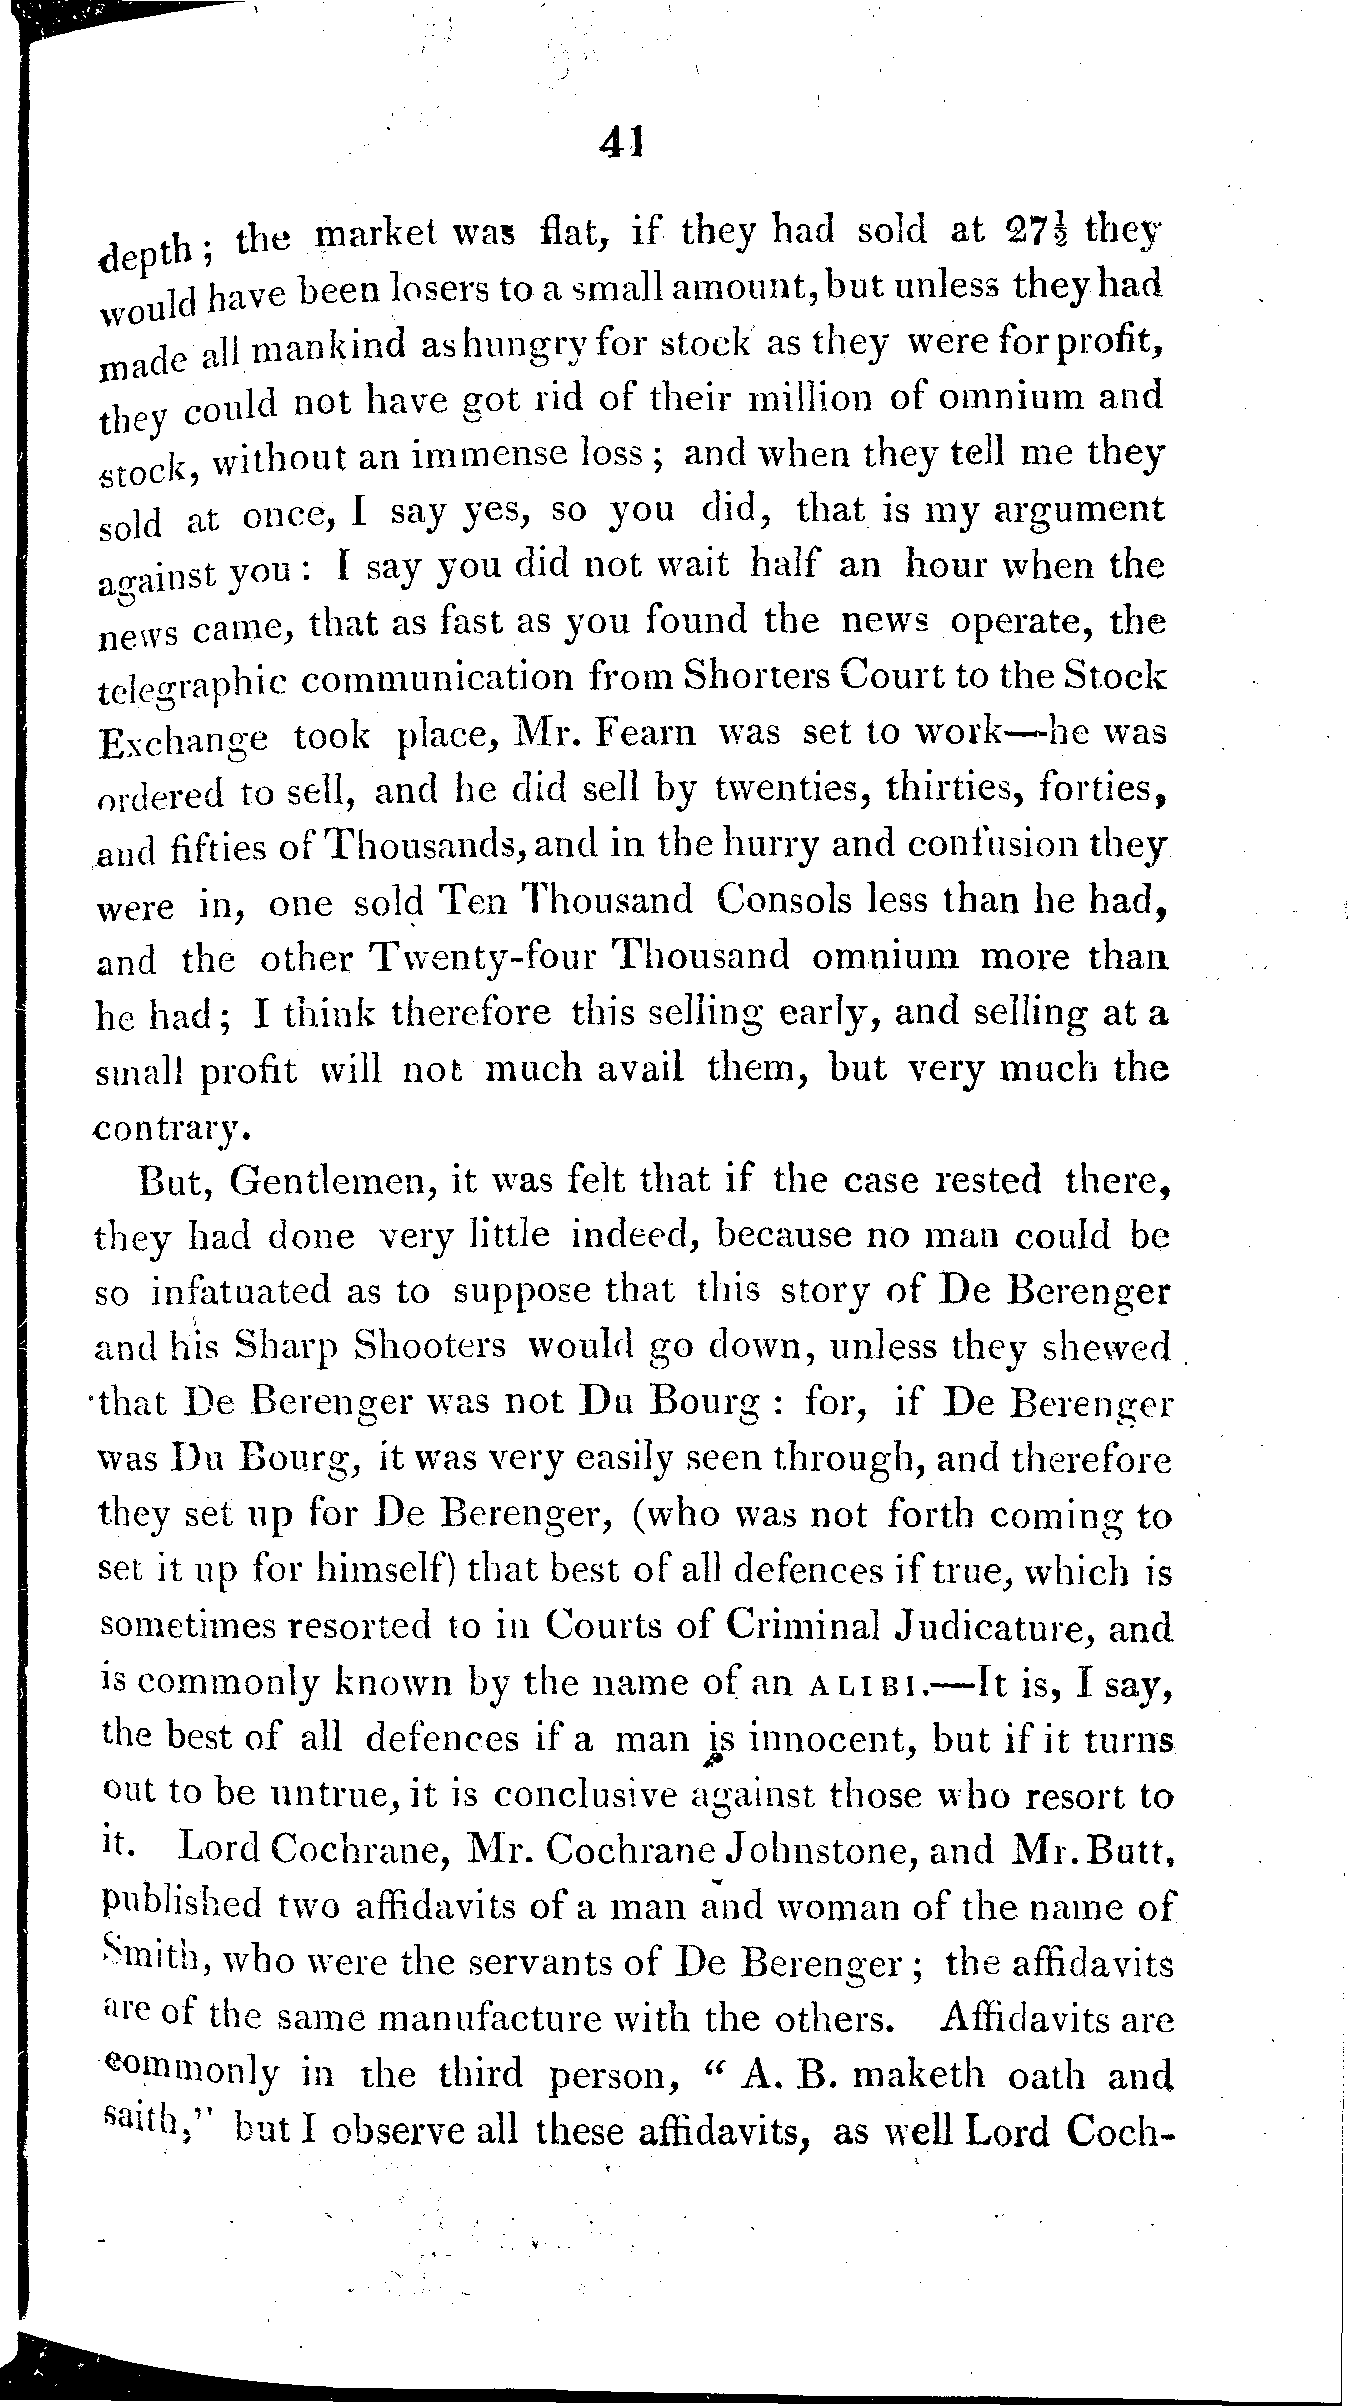 41
depth; the market was flat, if they had sold at 27½ they
would have been losers to a small amount, but unless they had
made all mankind as hungry for stock as they were for profit,
they could not have got rid of their million of omnium and
stock, without an immense loss; and when they tell me they
sold at once, I say yes, so you did, that is my argument
against you: I say you did not wait half an hour when the
news came, that as fast as you found the news operate, the
telegraphic communication from Shorters Court to the Stock
Exchange took place, Mr. Fearn was set to work—he was
ordered to sell, and he did sell by twenties, thirties, forties,
and fifties of Thousands, and in the hurry and confusion they
were in, one sold Ten Thousand Consols less than he had,
and the other Twenty-four Thousand omnium more than
he had; I think therefore this selling early, and selling at a
small profit will not much avail them, but very much the
contrary.
But, Gentlemen, it was felt that if the case rested there,
they had done very little indeed, because no man could be
so infatuated as to suppose that this story of De Berenger
and his Sharp Shooters would go down, unless they shewed
that De Berenger was not Du Bourg: for, if De Berenger
was Du Bourg, it was very easily seen through, and therefore
they set up for De Berenger, (who was not forth coming to
set it up for himself) that best of all defences if true, which is
sometimes resorted to in Courts of Criminal Judicature, and
is commonly known by the name of an ALIBI.—It is, I say,
the best of all defences if a man is innocent, but if it turns
out to be untrue, it is conclusive against those who resort to
it. Lord Cochrane, Mr. Cochrane Johnstone, and Mr. Butt,
published two affidavits of a man and woman of the name of
Smith, who were the servants of De Berenger; the affidavits
are of the same manufacture with the others. Affidavits are
commonly in the third person, “ A. B. maketh oath and
saith,” but I observe all these affidavits, as well Lord Coch-